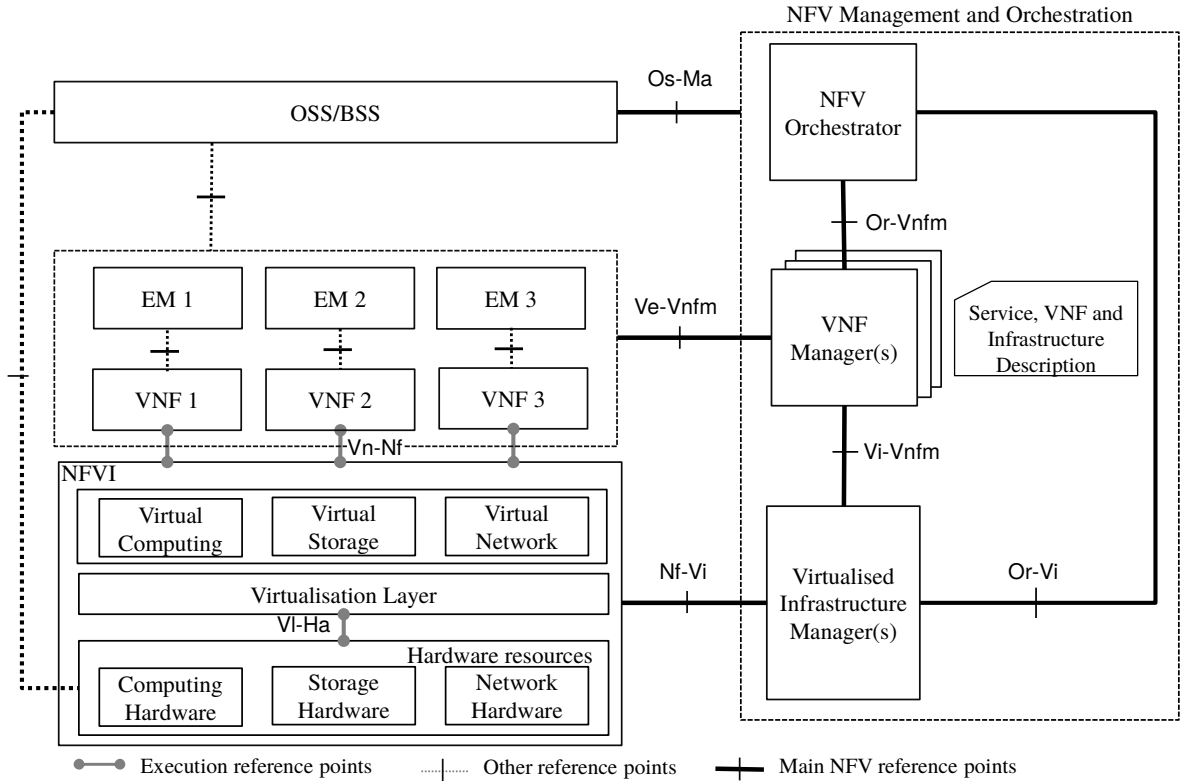 NFV Management and Orchestration
Os-Ma
OSS/BSS
NFV
Orchestrator
Or-Vnfm
EM 1
EM 2
EM 3
Ve-Vnfm
VNF
Manager(s)
Service, VNF and
Infrastructure
Description
VNF 1
VNF 2
VNF 3
Vn-Nf
Vi-Vnfm
NFVI
Virtual
Computing
Virtual
Storage
Virtual
Network
Nf-Vi
Virtualised
Infrastructure
Manager(s)
Or-Vi
Virtualisation Layer
Vl-Ha
Hardware resources
Computing
Hardware
Storage
Hardware
Network
Hardware
Execution reference points
Other reference points
Main NFV reference points